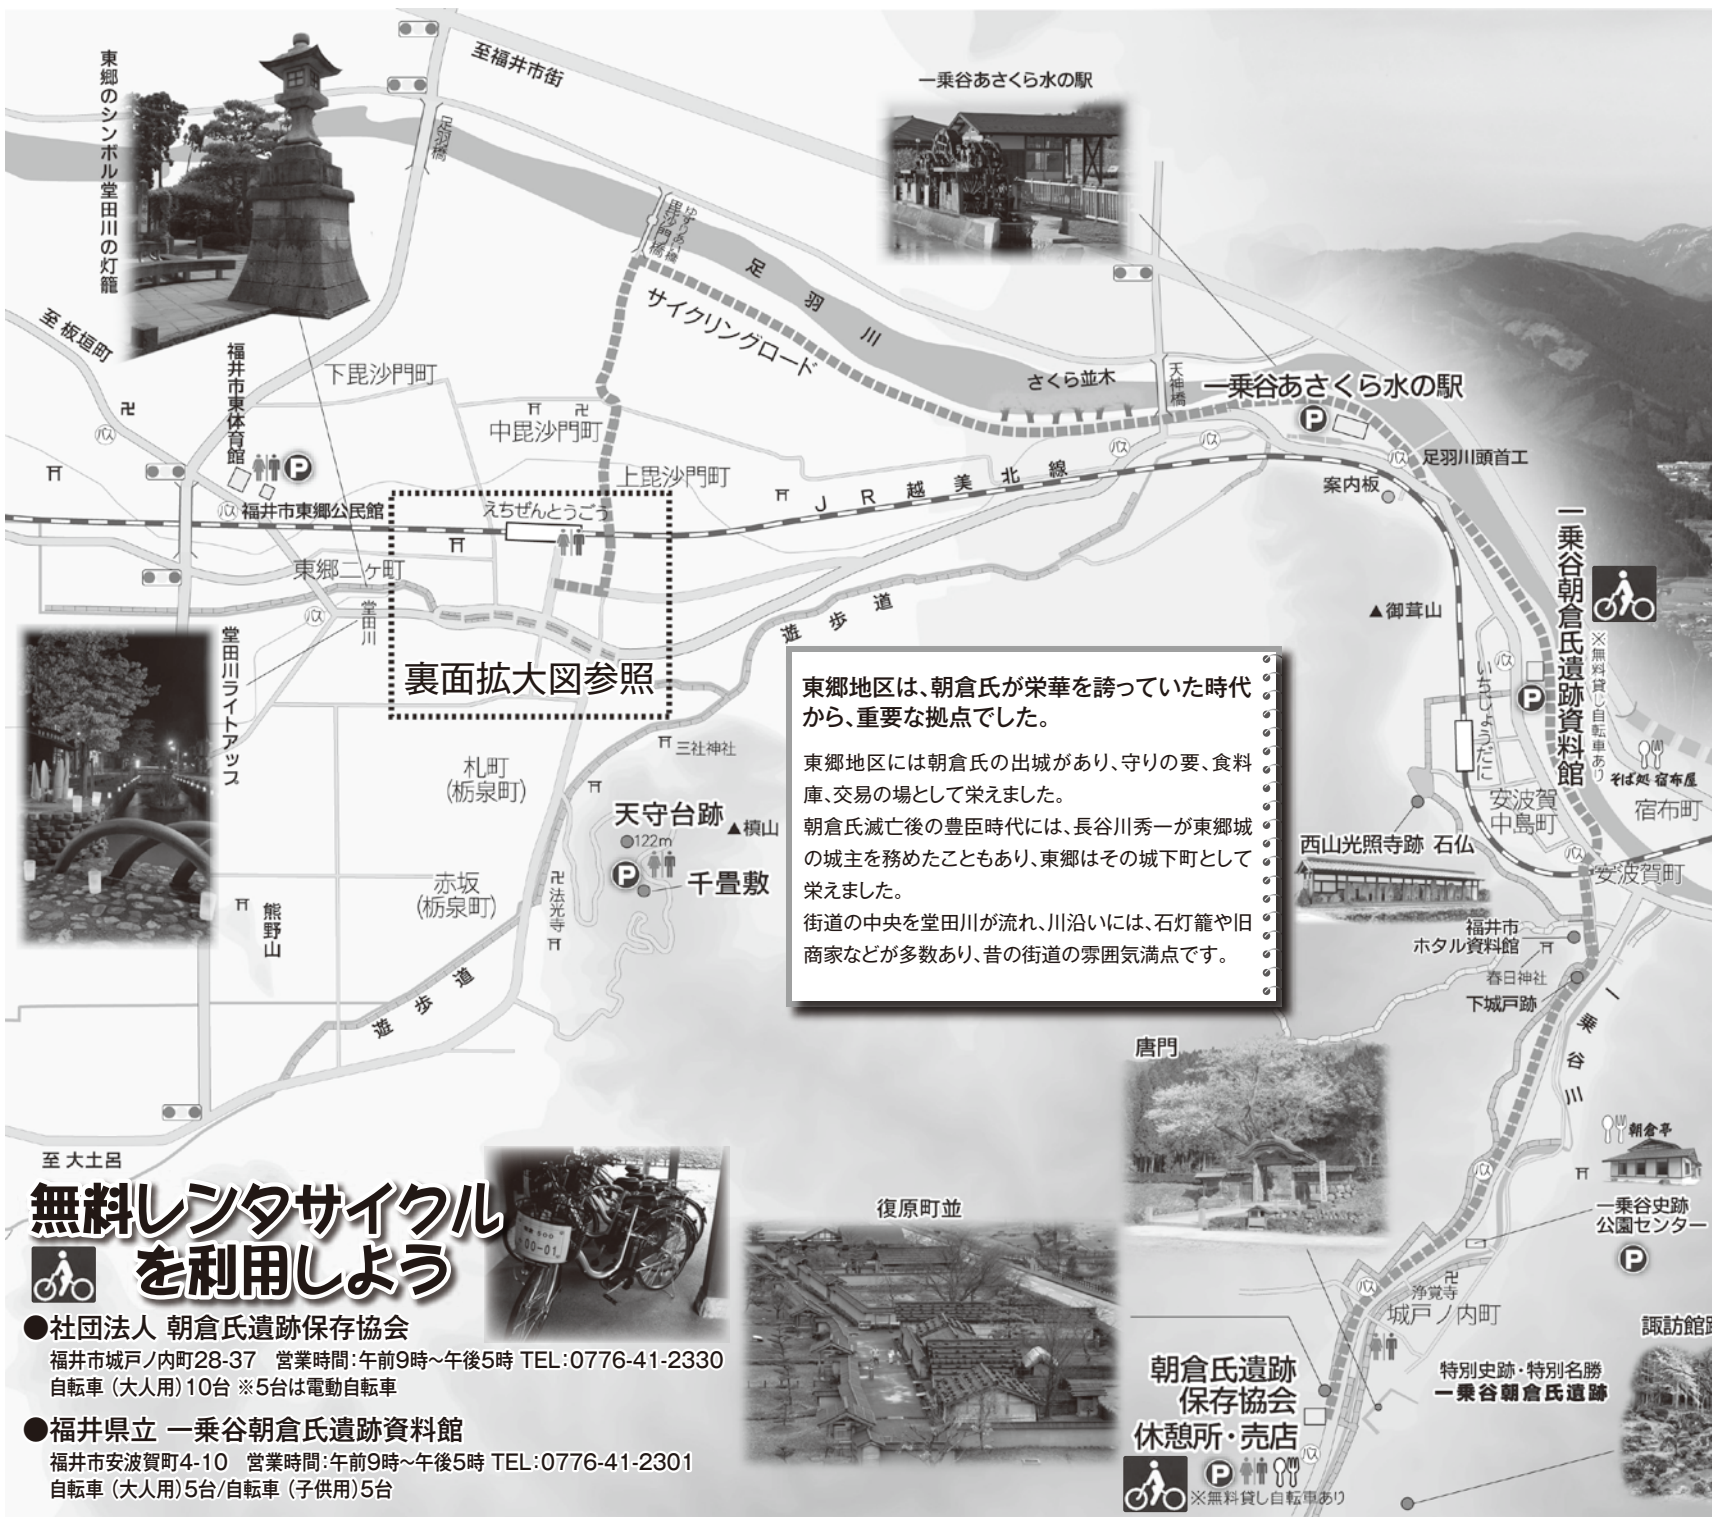 至福井市街
一乗谷あさくら水の駅
東郷のシンボル堂田川の灯籠
足羽橋
ゆずりあい橋
毘沙門橋
足羽川
サイクリングロード
至 板垣町
福井市東体育館
下毘沙門町
さくら並木
天神橋
一乗谷あさくら水の駅
P
中毘沙門町
バス
バス
バス
バス
足羽川頭首工
P
上毘沙門町
JR越美北線
案内板
バス
福井市東郷公民館
えちぜんとうごう
一乗谷朝倉氏遺跡資料館
※無料貸し自転車あり
東郷二ヶ町
堂田川
バス
遊歩道
▲御茸山
バス
P
いちじょうだに
堂田川ライトアップ
裏面拡大図参照
東郷地区は、朝倉氏が栄華を誇っていた時代
から、重要な拠点でした。
東郷地区には朝倉氏の出城があり、守りの要、食料
庫、交易の場として栄えました。
朝倉氏滅亡後の豊臣時代には、長谷川秀一が東郷城
の城主を務めたこともあり、東郷はその城下町として
栄えました。
街道の中央を堂田川が流れ、川沿いには、石灯籠や旧
商家などが多数あり、昔の街道の雰囲気満点です。
三社神社
札町
(栃泉町)
天守台跡
122m
▲槙山
P
千畳敷
赤坂
(栃泉町)
法光寺
熊野山
遊歩道
そば処 宿布屋
宿布町
安波賀
中島町
西山光照寺跡 石仏
バス
安波賀町
福井市
ホタル資料館
春日神社
下城戸跡
一乗谷川
唐門
朝倉亭
バス
一乗谷史跡
公園センター
P
至 大土呂
無料レンタサイクル
を利用しよう
00-01
復原町並
バス
浄覚寺
城戸ノ内町
諏訪館跡
特別史跡・特別名勝
一乗谷朝倉氏遺跡
朝倉氏遺跡
保存協会
休憩所・売店
バス
P
※無料貸し自転車あり
●社団法人 朝倉氏遺跡保存協会
福井市城戸ノ内町28-37 営業時間:午前9時〜午後5時 TEL:0776-41-2330
自転車（大人用）10台 ※5台は電動自転車
●福井県立 一乗谷朝倉氏遺跡資料館
福井市安波賀町4-10 営業時間:午前9時〜午後5時 TEL:0776-41-2301
自転車（大人用）5台/自転車（子供用）5台